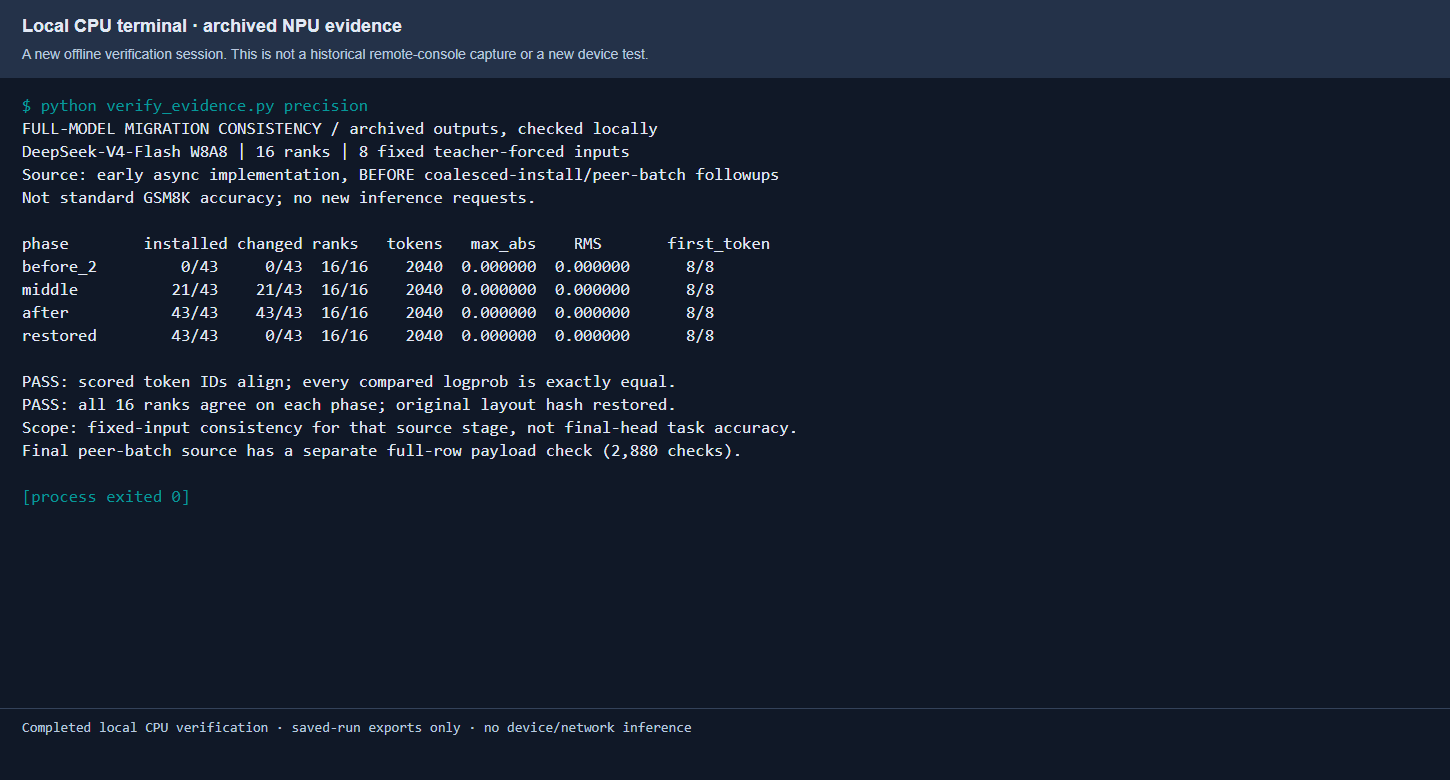 Local CPU terminal · archived NPU evidence
A new offline verification session. This is not a historical remote-console capture or a new device test.
$ python verify_evidence.py precision
FULL-MODEL MIGRATION CONSISTENCY / archived outputs, checked locally
DeepSeek-V4-Flash W8A8 | 16 ranks | 8 fixed teacher-forced inputs
Source: early async implementation, BEFORE coalesced-install/peer-batch followups
Not standard GSM8K accuracy; no new inference requests.
phase        installed changed ranks   tokens   max_abs    RMS       first_token
before_2         0/43     0/43  16/16    2040  0.000000  0.000000      8/8
middle          21/43    21/43  16/16    2040  0.000000  0.000000      8/8
after           43/43    43/43  16/16    2040  0.000000  0.000000      8/8
restored        43/43     0/43  16/16    2040  0.000000  0.000000      8/8
PASS: scored token IDs align; every compared logprob is exactly equal.
PASS: all 16 ranks agree on each phase; original layout hash restored.
Scope: fixed-input consistency for that source stage, not final-head task accuracy.
Final peer-batch source has a separate full-row payload check (2,880 checks).
[process exited 0]
Completed local CPU verification · saved-run exports only · no device/network inference